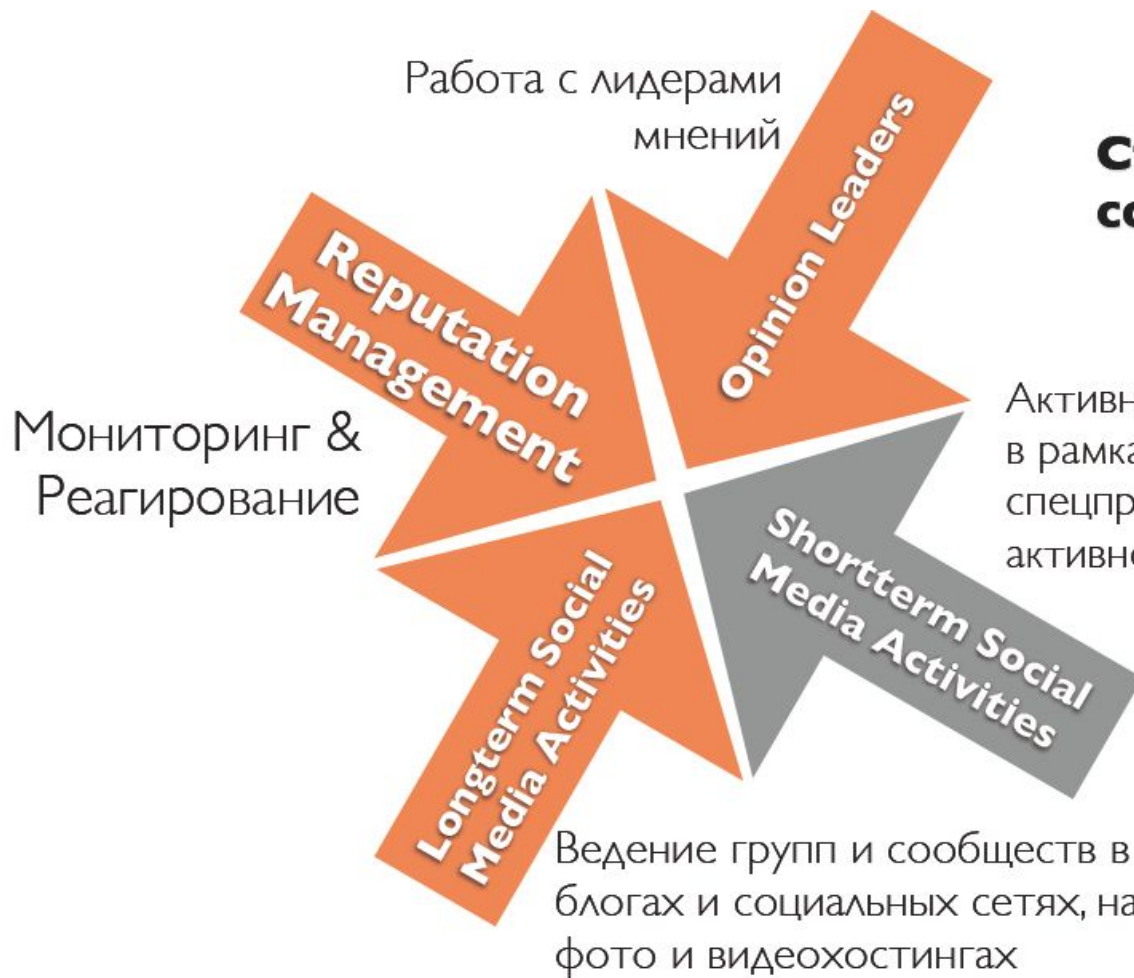 Работа с лидерами
мнений
Opinion Leaders
Reputation
Management
Мониторинг &
Реагирование
Shortterm Social
Media Activities
Longterm Social
Media Activities
Ведение групп и сообществ в
блогах и социальных сетях, на
фото и видеохостингах
в